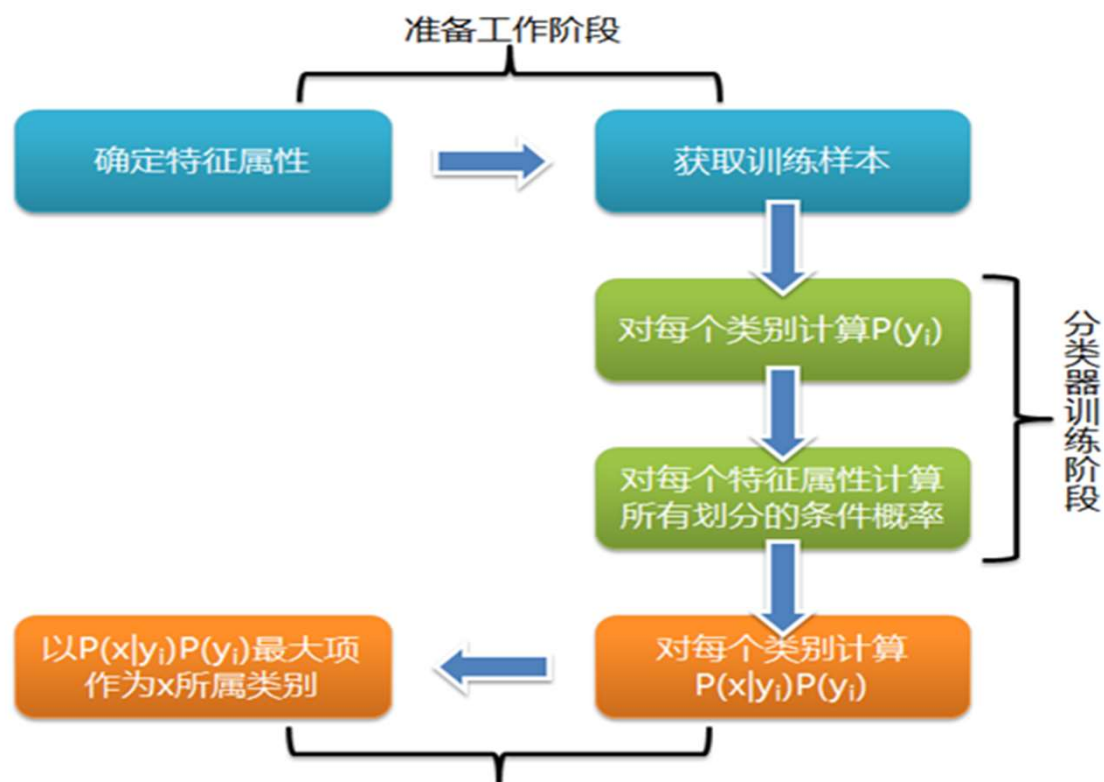 准备工作阶段
确定特征属性
获取训练样本
对每个类别计算P(yᵢ)
对每个特征属性计算
所有划分的条件概率
分类器训练阶段
对每个类别计算
P(x|yᵢ)P(yᵢ)
以P(x|yᵢ)P(yᵢ)最大项
作为x所属类别